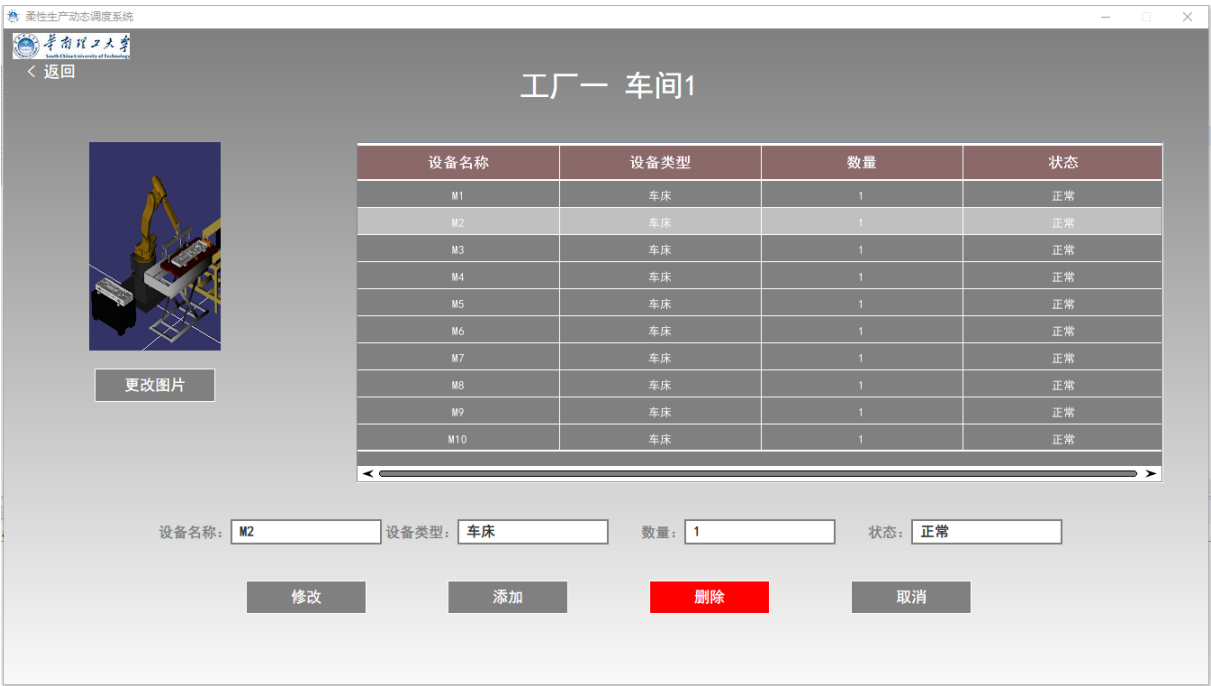 柔性生产动态调度系统
华南理工大学
South China University of Technology
< 返回
工厂一 车间1
设备名称 设备类型 数量 状态
M1 车床 1 正常
M2 车床 1 正常
M3 车床 1 正常
M4 车床 1 正常
M5 车床 1 正常
M6 车床 1 正常
M7 车床 1 正常
M8 车床 1 正常
M9 车床 1 正常
M10 车床 1 正常
更改图片
设备名称: M2 设备类型: 车床 数量: 1 状态: 正常
修改 添加 删除 取消